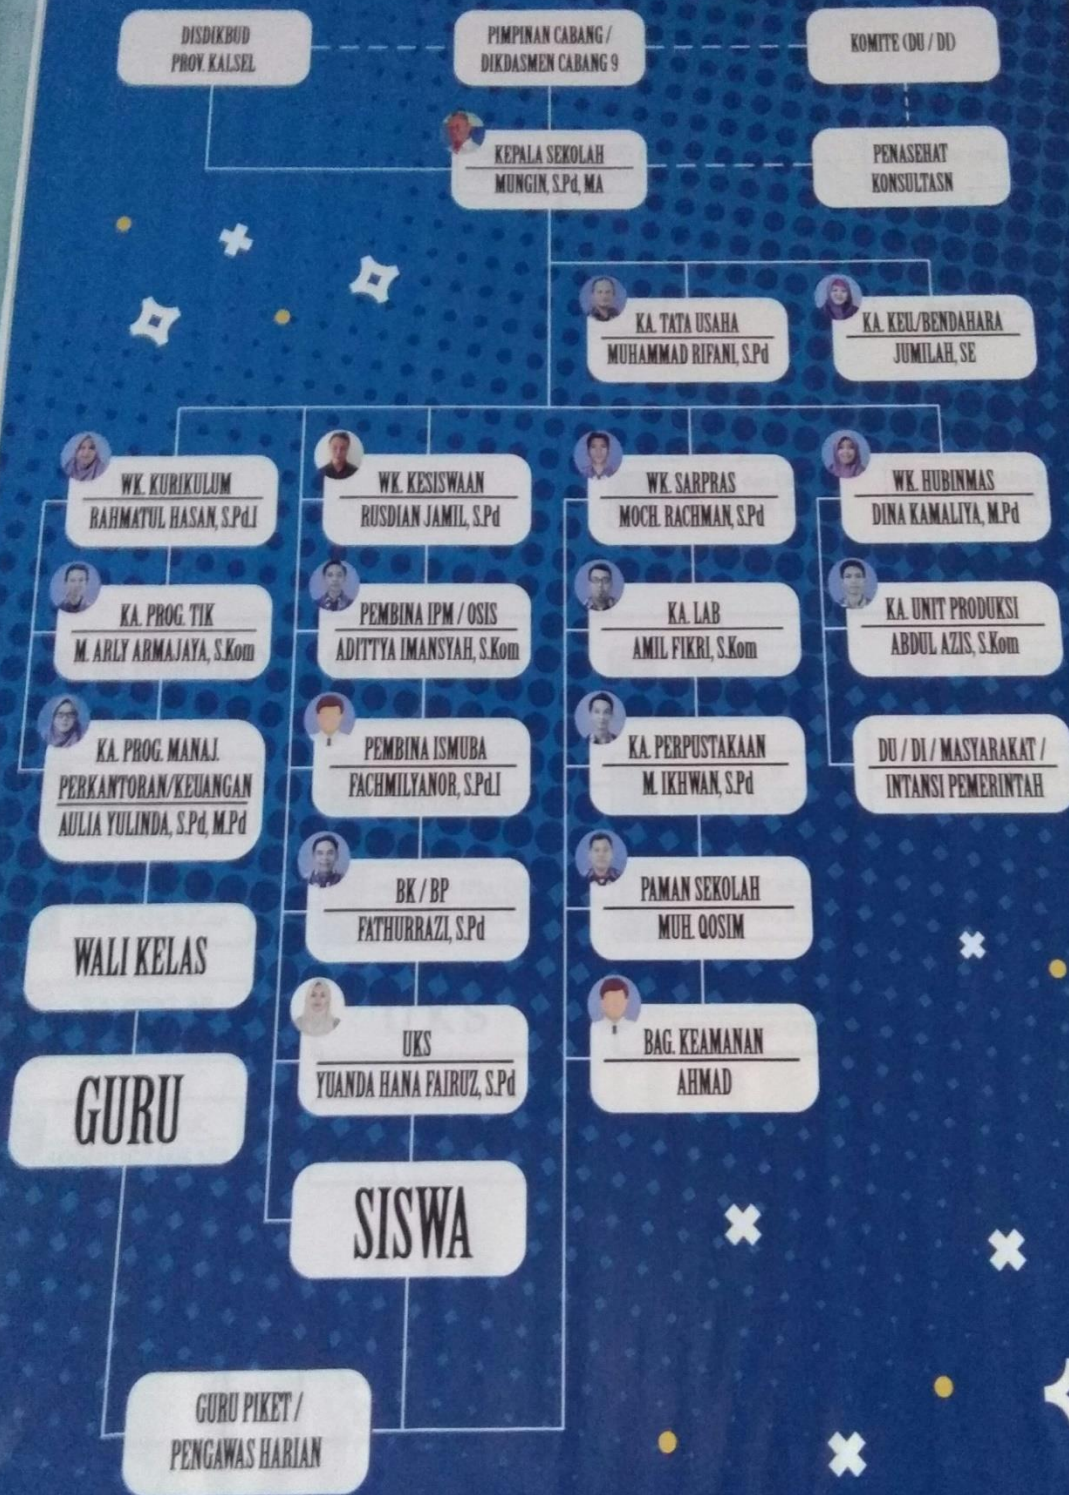 DISDIKBUD
PROV. KALSEL
PIMPINAN CABANG /
DIKDASMEN CABANG 9
KOMITE (DU / DI)
KEPALA SEKOLAH
MUNGIN, S.Pd, MA
PENASEHAT
KONSULTASN
KA. TATA USAHA
MUHAMMAD RIFANI, S.Pd
KA. KEU./BENDAHARA
JUMILAH, SE
WK. KURIKULUM
RAHMATUL HASAN, S.Pd.I
WK. KESISWAAN
RUSDIAN JAMIL, S.Pd
WK. SARPRAS
MOCH. RACHMAN, S.Pd
WK. HUBINMAS
DINA KAMALIYA, M.Pd
KA. PROG. TIK
M. ARLY ARMAJAYA, S.Kom
PEMBINA IPM / OSIS
ADITTYA IMANSYAH, S.Kom
KA. LAB
AMIL FIKRI, S.Kom
KA. UNIT PRODUKSI
ABDUL AZIS, S.Kom
KA. PROG. MANAJ.
PERKANTORAN/KEUANGAN
AULIA YULINDA, S.Pd, M.Pd
PEMBINA ISMUBA
FACHMILYANOR, S.Pd.I
KA. PERPUSTAKAAN
M. IKHWAN, S.Pd
DU / DI / MASYARAKAT /
INTANSI PEMERINTAH
WALI KELAS
BK / BP
FATHURRAZI, S.Pd
PAMAN SEKOLAH
MUH. QOSIM
GURU
UKS
YUANDA HANA FAIRUZ, S.Pd
BAG. KEAMANAN
AHMAD
SISWA
GURU PIKET /
PENGAWAS HARIAN